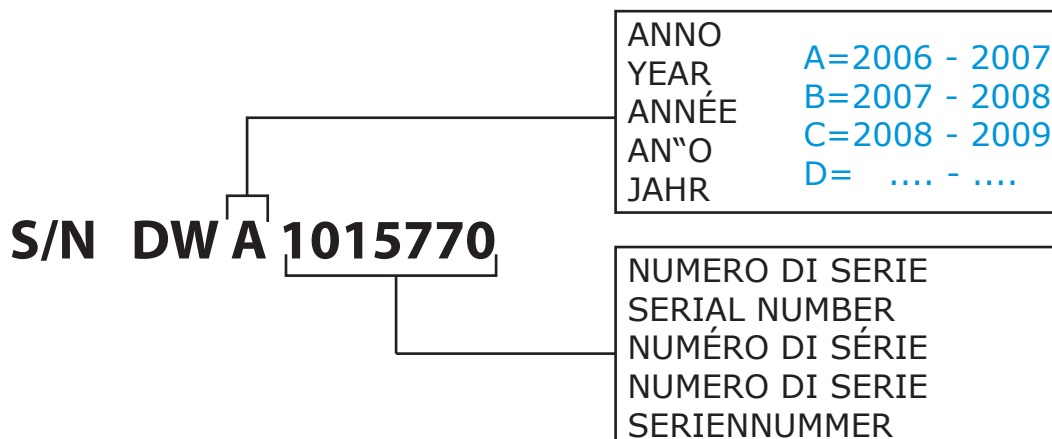 ANNO
YEAR
ANNÉE
AN‟O
JAHR
A=2006 - 2007
B=2007 - 2008
C=2008 - 2009
D= .... - ....
S/N DW A 1015770
NUMERO DI SERIE
SERIAL NUMBER
NUMÉRO DI SÉRIE
NUMERO DI SERIE
SERIENNUMMER